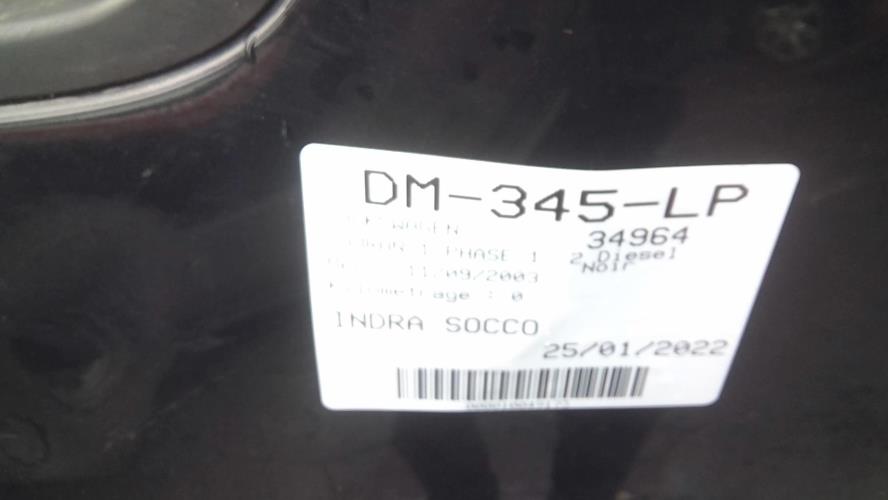 DM-345-LP
34964
PHASE 1 2 Diesel
11/09/2003 Noir
Kilometrage : 0
INDRA SOCCO
25/01/2022